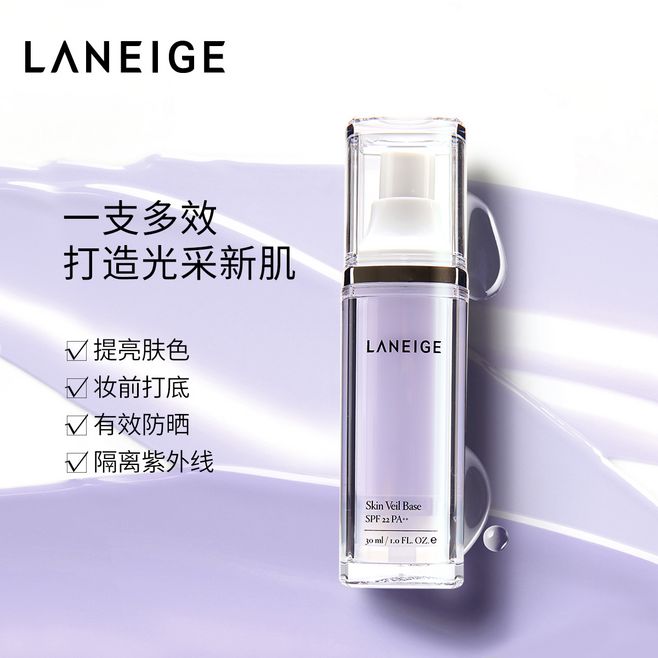 LANEIGE
一支多效
打造光采新肌
提亮肤色
妆前打底
有效防晒
隔离紫外线
LANEIGE
Skin Veil Base
SPF 22 PA++
30 ml / 1.0 FL. OZ. e